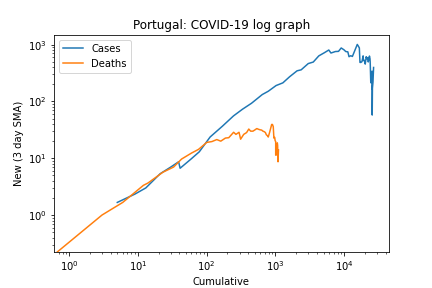 Portugal: COVID-19 log graph
Cases
Deaths
New (3 day SMA)
10³
10²
10¹
10⁰
10⁰ 10¹ 10² 10³ 10⁴
Cumulative